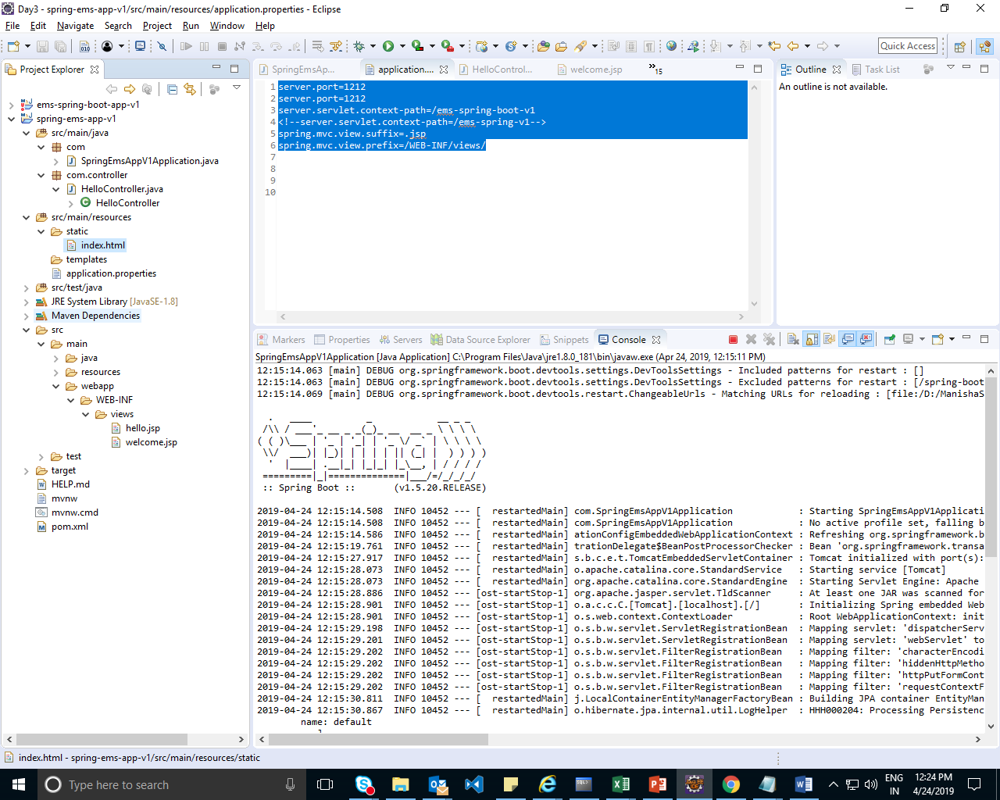 Day3 - spring-ems-app-v1/src/main/resources/application.properties - Eclipse
File Edit Navigate Search Project Run Window Help
Quick Access
Project Explorer
ems-spring-boot-app-v1
spring-ems-app-v1
src/main/java
com
SpringEmsAppV1Application.java
com.controller
HelloController.java
HelloController
src/main/resources
static
index.html
templates
application.properties
src/test/java
JRE System Library [JavaSE-1.8]
Maven Dependencies
src
main
java
resources
webapp
WEB-INF
views
hello.jsp
welcome.jsp
test
target
HELP.md
mvnw
mvnw.cmd
pom.xml
SpringEmsAp... application.... HelloControl... welcome.jsp »15
1 server.port=1212
2 server.port=1212
3 server.servlet.context-path=/ems-spring-boot-v1
4 <!--server.servlet.context-path=/ems-spring-v1-->
5 spring.mvc.view.suffix=.jsp
6 spring.mvc.view.prefix=/WEB-INF/views/
7
8
9
10
Outline Task List
An outline is not available.
Markers Properties Servers Data Source Explorer Snippets Console
SpringEmsAppV1Application [Java Application] C:\Program Files\Java\jre1.8.0_181\bin\javaw.exe (Apr 24, 2019, 12:15:11 PM)
12:15:14.063 [main] DEBUG org.springframework.boot.devtools.settings.DevToolsSettings - Included patterns for restart : []
12:15:14.063 [main] DEBUG org.springframework.boot.devtools.settings.DevToolsSettings - Excluded patterns for restart : [/spring-boot
12:15:14.069 [main] DEBUG org.springframework.boot.devtools.restart.ChangeableUrls - Matching URLs for reloading : [file:/D:/ManishaS
Spring
:: Spring Boot :: (v1.5.20.RELEASE)
2019-04-24 12:15:14.508 INFO 10452 --- [ restartedMain] com.SpringEmsAppV1Application : Starting SpringEmsAppV1Applicati
2019-04-24 12:15:14.508 INFO 10452 --- [ restartedMain] com.SpringEmsAppV1Application : No active profile set, falling b
2019-04-24 12:15:14.586 INFO 10452 --- [ restartedMain] ationConfigEmbeddedWebApplicationContext : Refreshing org.springframework.b
2019-04-24 12:15:19.761 INFO 10452 --- [ restartedMain] trationDelegate$BeanPostProcessorChecker : Bean 'org.springframework.transa
2019-04-24 12:15:27.917 INFO 10452 --- [ restartedMain] s.b.c.e.t.TomcatEmbeddedServletContainer : Tomcat initialized with port(s):
2019-04-24 12:15:28.073 INFO 10452 --- [ restartedMain] o.apache.catalina.core.StandardService : Starting service [Tomcat]
2019-04-24 12:15:28.073 INFO 10452 --- [ restartedMain] org.apache.catalina.core.StandardEngine : Starting Servlet Engine: Apache
2019-04-24 12:15:28.886 INFO 10452 --- [ost-startStop-1] org.apache.jasper.servlet.TldScanner : At least one JAR was scanned for
2019-04-24 12:15:28.901 INFO 10452 --- [ost-startStop-1] o.a.c.c.C.[Tomcat].[localhost].[/] : Initializing Spring embedded Web
2019-04-24 12:15:28.901 INFO 10452 --- [ost-startStop-1] o.s.web.context.ContextLoader : Root WebApplicationContext: init
2019-04-24 12:15:29.198 INFO 10452 --- [ost-startStop-1] o.s.b.w.servlet.ServletRegistrationBean : Mapping servlet: 'dispatcherServ
2019-04-24 12:15:29.201 INFO 10452 --- [ost-startStop-1] o.s.b.w.servlet.ServletRegistrationBean : Mapping servlet: 'webServlet' to
2019-04-24 12:15:29.202 INFO 10452 --- [ost-startStop-1] o.s.b.w.servlet.FilterRegistrationBean : Mapping filter: 'characterEncodi
2019-04-24 12:15:29.202 INFO 10452 --- [ost-startStop-1] o.s.b.w.servlet.FilterRegistrationBean : Mapping filter: 'hiddenHttpMetho
2019-04-24 12:15:29.202 INFO 10452 --- [ost-startStop-1] o.s.b.w.servlet.FilterRegistrationBean : Mapping filter: 'httpPutFormCont
2019-04-24 12:15:29.202 INFO 10452 --- [ost-startStop-1] o.s.b.w.servlet.FilterRegistrationBean : Mapping filter: 'requestContextF
2019-04-24 12:15:30.811 INFO 10452 --- [ restartedMain] j.LocalContainerEntityManagerFactoryBean : Building JPA container EntityMan
2019-04-24 12:15:30.867 INFO 10452 --- [ restartedMain] o.hibernate.jpa.internal.util.LogHelper : HHH000204: Processing Persistenc
name: default
index.html - spring-ems-app-v1/src/main/resources/static
Type here to search
ENG
IN
12:24 PM
4/24/2019